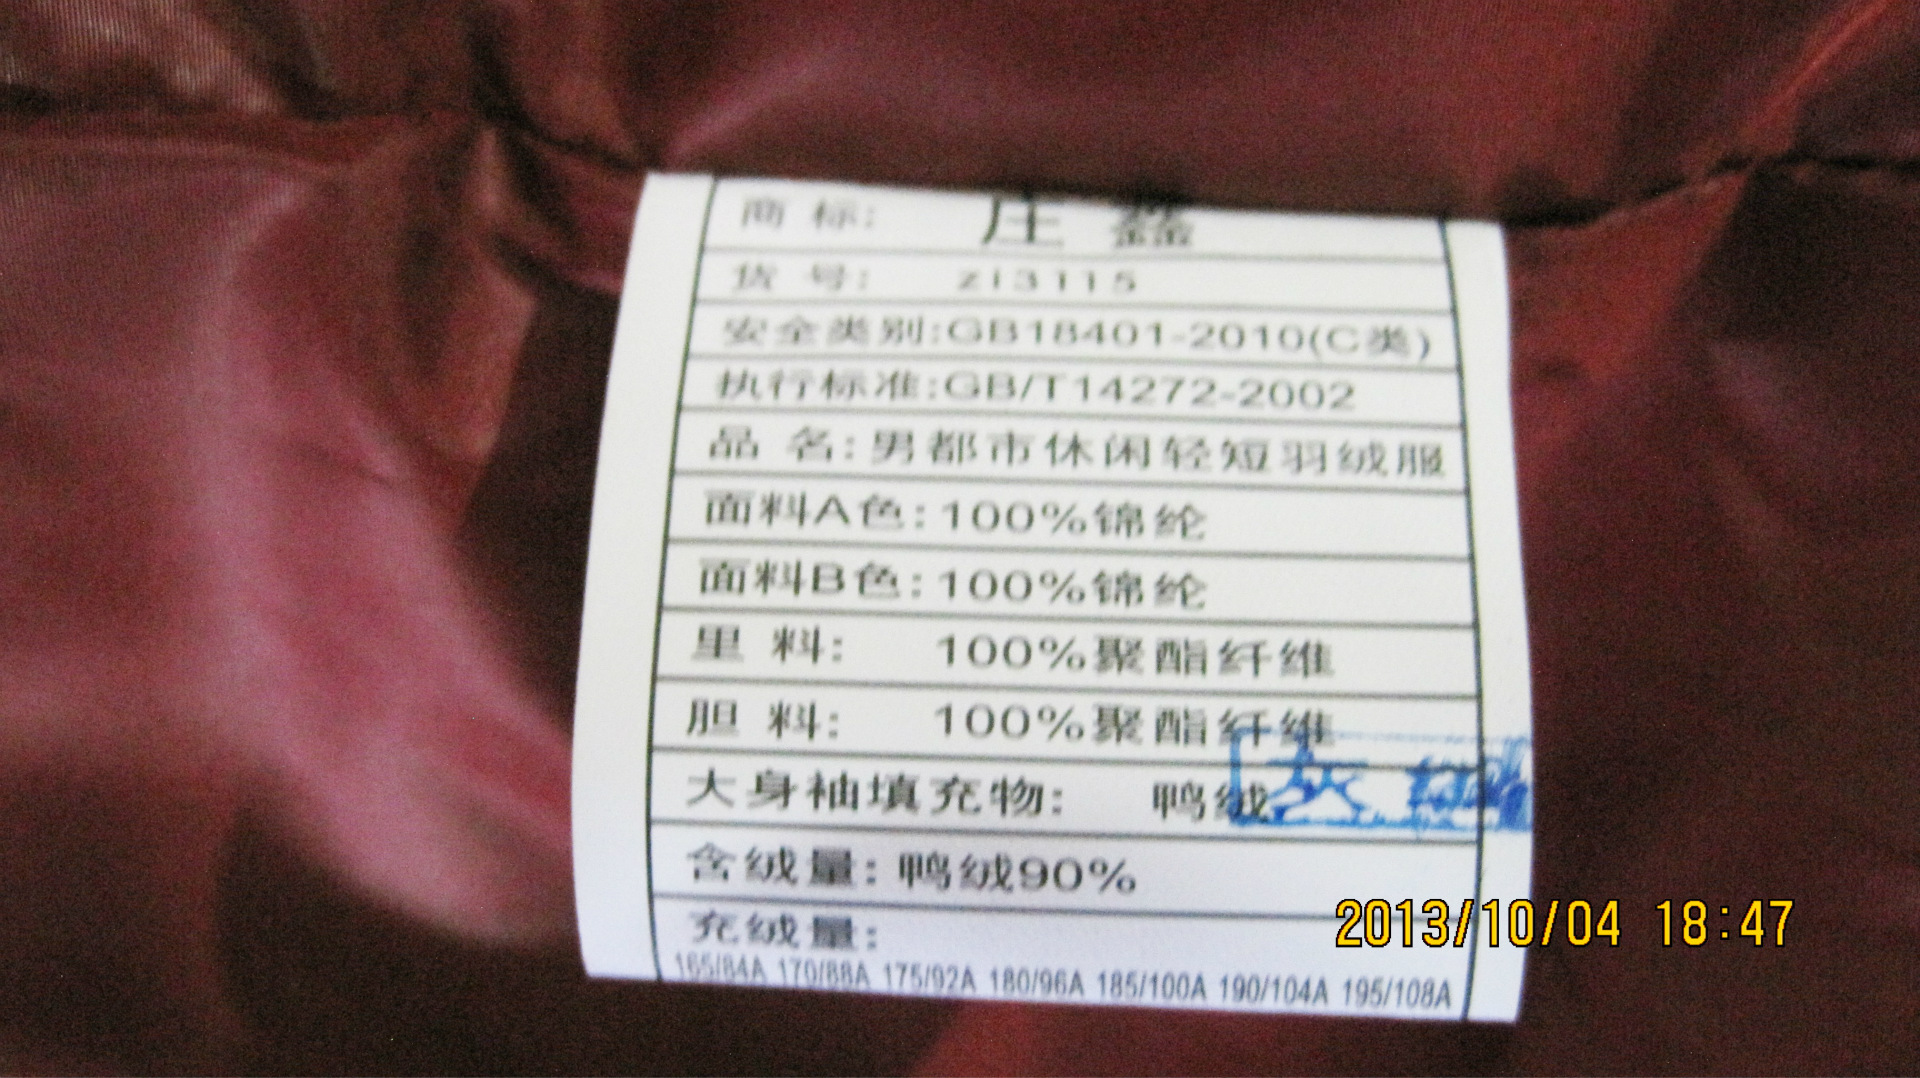 商 标: 庄 鑫
货 号: zi3115
安全类别:GB18401-2010(C类)
执行标准:GB/T14272-2002
品 名:男都市休闲轻短羽绒服
面料A色:100%锦纶
面料B色:100%锦纶
里 料: 100%聚酯纤维
胆 料: 100%聚酯纤维
大身袖填充物: 鸭绒
灰
含绒量:鸭绒90%
充绒量:
165/84A 170/88A 175/92A 180/96A 185/100A 190/104A 195/108A
2013/10/04 18:47